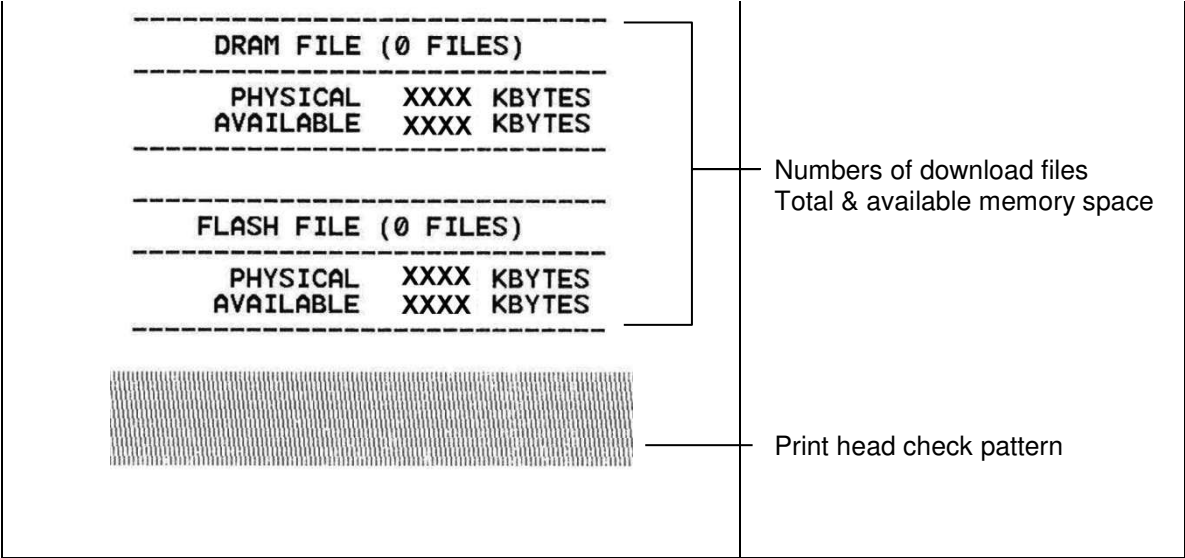 DRAM FILE (0 FILES)
PHYSICAL XXXX KBYTES
AVAILABLE XXXX KBYTES
FLASH FILE (0 FILES)
PHYSICAL XXXX KBYTES
AVAILABLE XXXX KBYTES
Numbers of download files
Total & available memory space
Print head check pattern